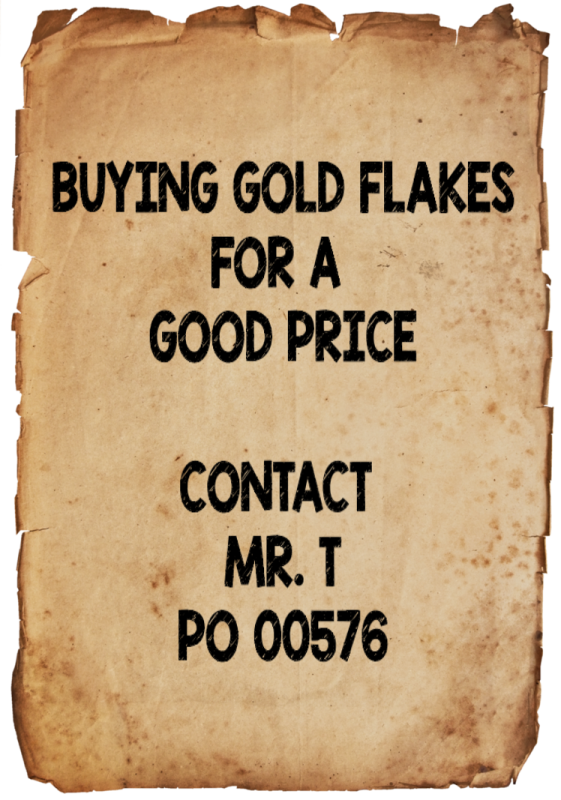 BUYING GOLD FLAKES
FOR A
GOOD PRICE
CONTACT
MR. T
PO 00576